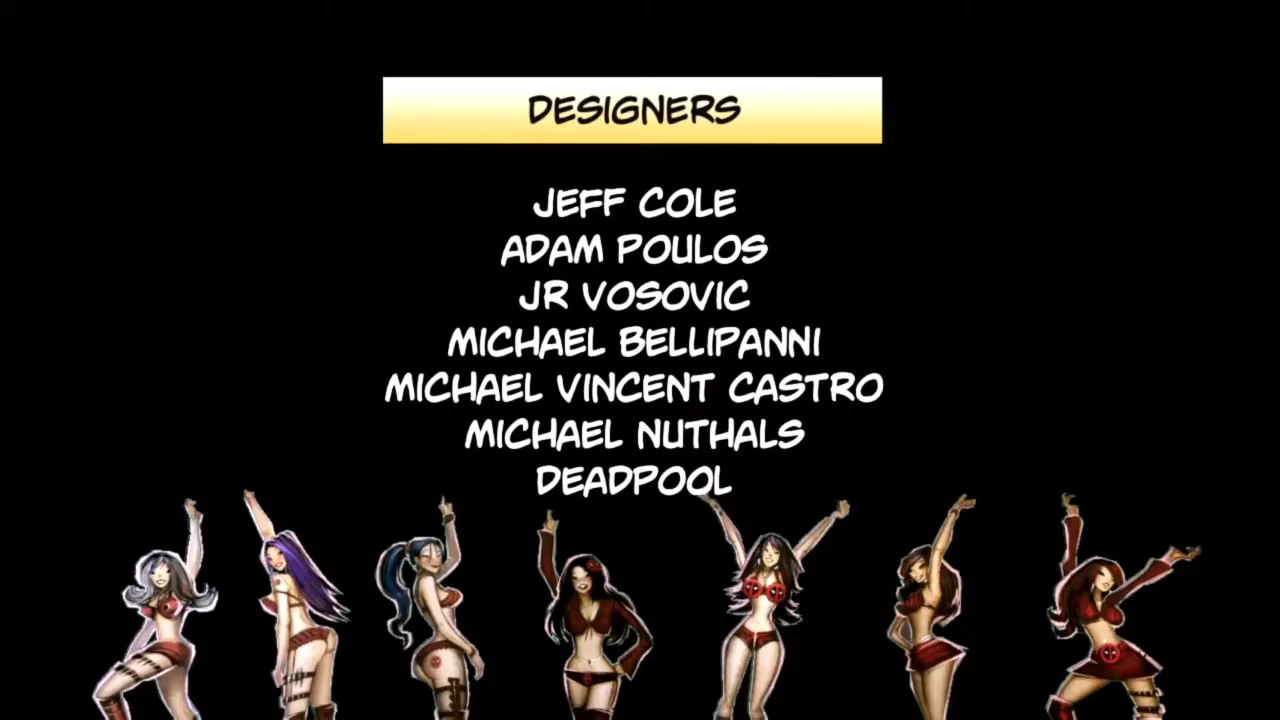 DESIGNERS
JEFF COLE
ADAM POULOS
JR VOSOVIC
MICHAEL BELLIPANNI
MICHAEL VINCENT CASTRO
MICHAEL NUTHALS
DEADPOOL